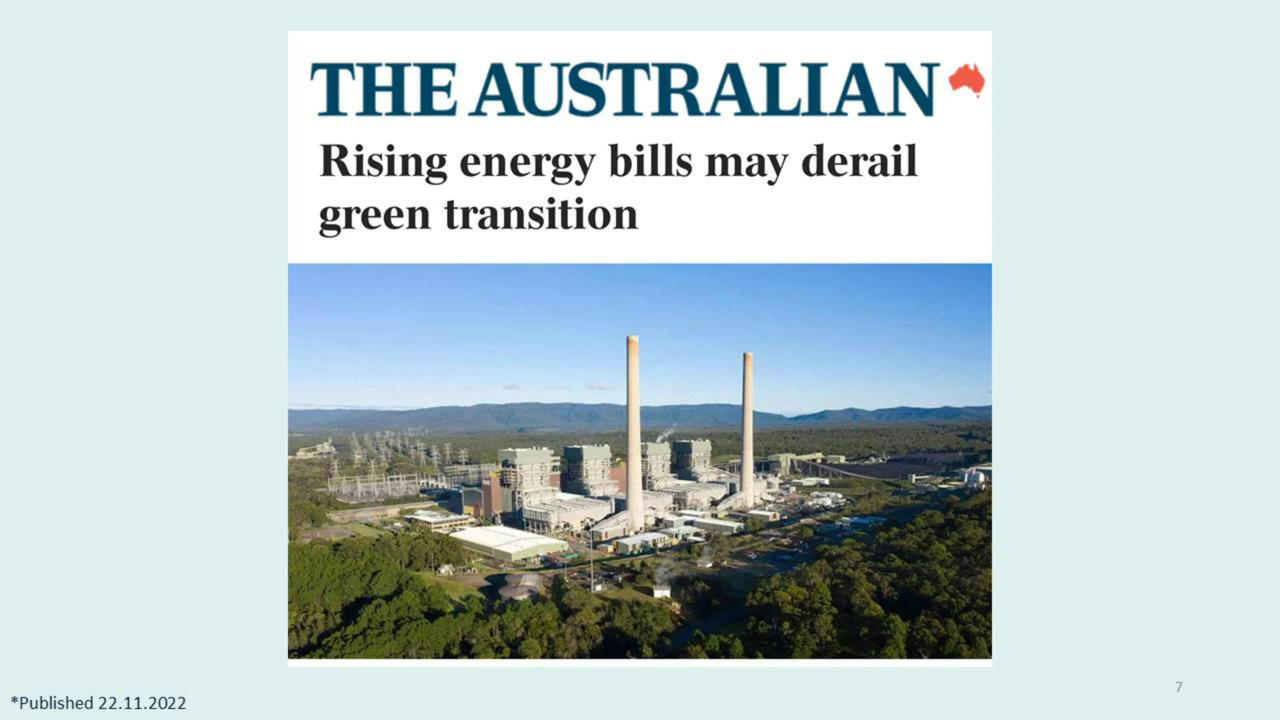 THE AUSTRALIAN
Rising energy bills may derail
green transition
7
*Published 22.11.2022